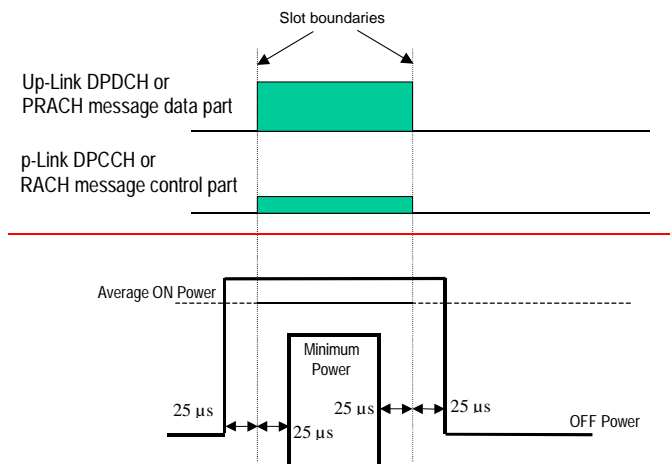 Slot boundaries
Up-Link DPDCH or
PRACH message data part
p-Link DPCCH or
RACH message control part
Average ON Power
Minimum
Power
25 µs
25 µs
25 µs
25 µs
OFF Power